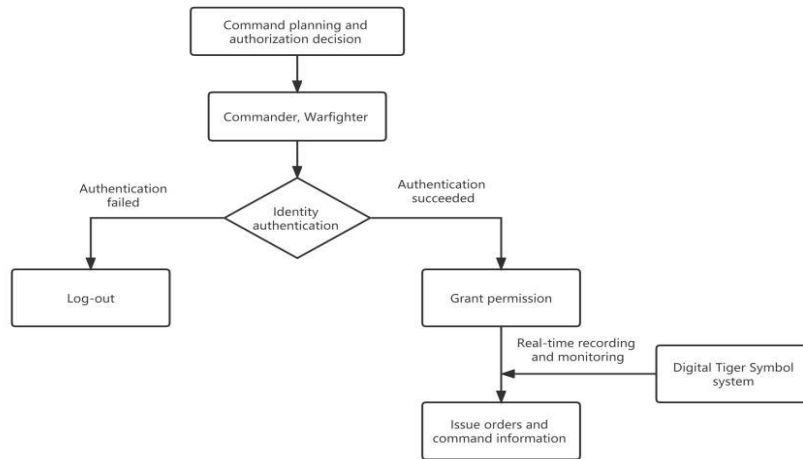 Command planning and
authorization decision
Commander, Warfighter
Authentication
failed
Identity
authentication
Authentication
succeeded
Log-out
Grant permission
Real-time recording
and monitoring
Digital Tiger Symbol
system
Issue orders and
command information